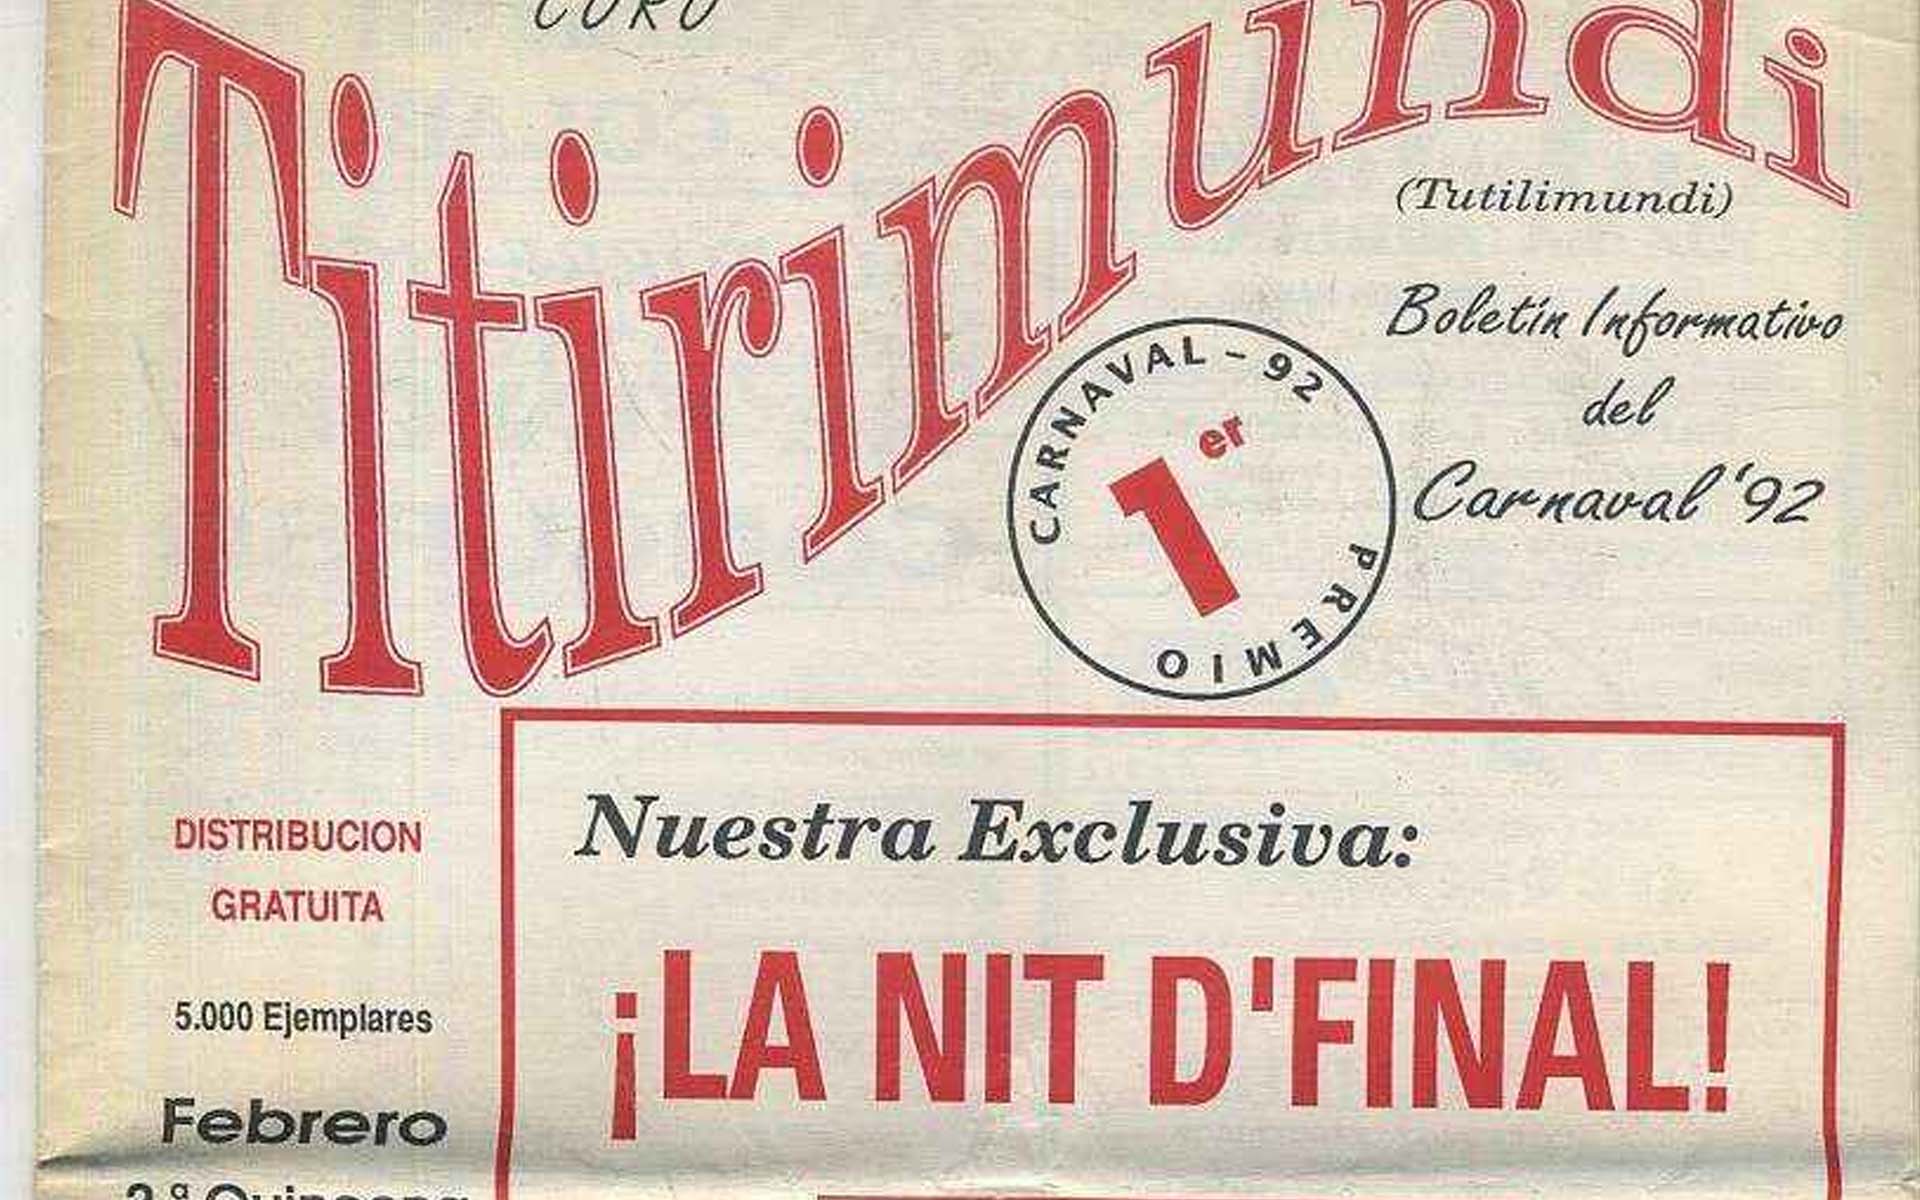 CORO
Titirimundi
(Tutilimundi)
Boletín Informativo
del
Carnaval '92
CARNAVAL - 92
1er
PREMIO
DISTRIBUCION
GRATUITA
5.000 Ejemplares
Febrero
2.ª Quincena
Nuestra Exclusiva:
¡LA NIT D'FINAL!